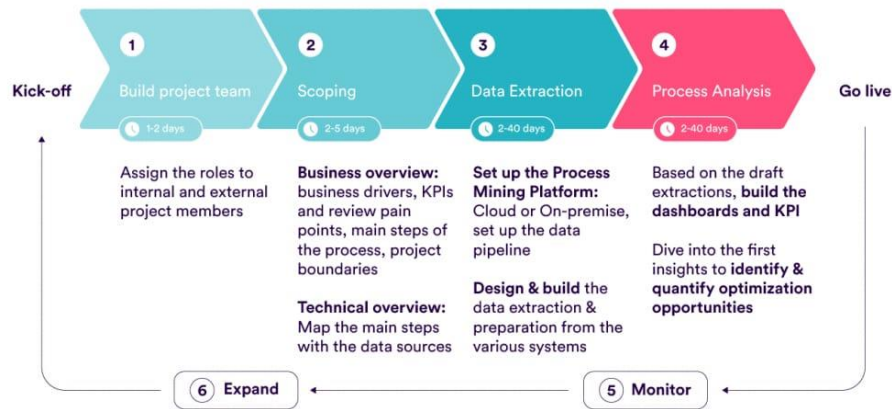 Kick-off
1
Build project team
1-2 days
Assign the roles to
internal and external
project members
2
Scoping
2-5 days
Business overview:
business drivers, KPIs
and review pain
points, main steps of
the process, project
boundaries
Technical overview:
Map the main steps
with the data sources
3
Data Extraction
2-40 days
Set up the Process
Mining Platform:
Cloud or On-premise,
set up the data
pipeline
Design & build the
data extraction &
preparation from the
various systems
4
Process Analysis
2-40 days
Based on the draft
extractions, build the
dashboards and KPI
Dive into the first
insights to identify &
quantify optimization
opportunities
Go live
5 Monitor
6 Expand